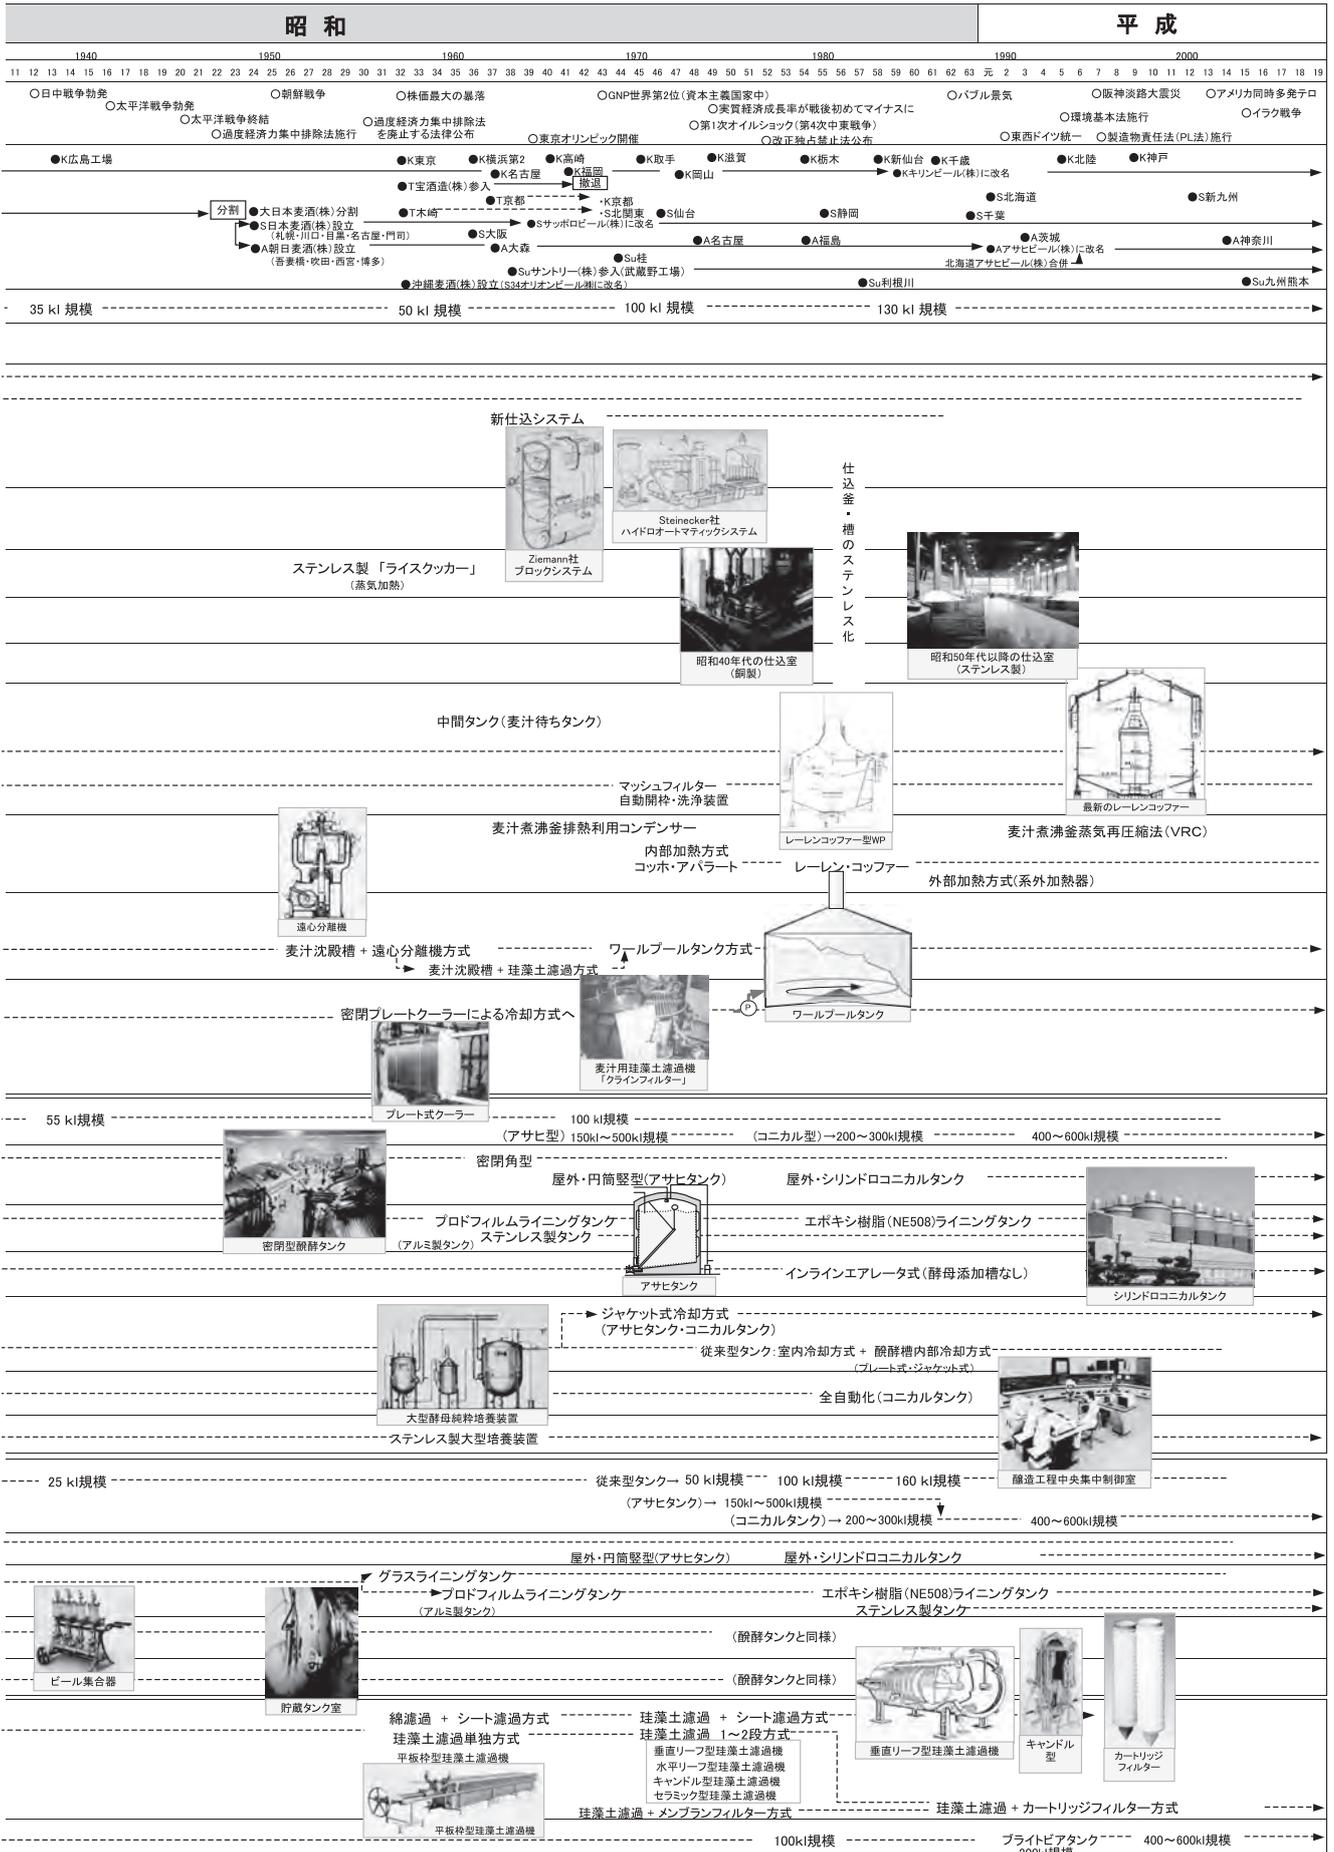 昭和
平成
1940
1950
1960
1970
1980
1990
2000
11 12 13 14 15 16 17 18 19 20 21 22 23 24 25 26 27 28 29 30 31 32 33 34 35 36 37 38 39 40 41 42 43 44 45 46 47 48 49 50 51 52 53 54 55 56 57 58 59 60 61 62 63 元 2 3 4 5 6 7 8 9 10 11 12 13 14 15 16 17 18 19
○日中戦争勃発
○朝鮮戦争
○株価最大の暴落
○GNP世界第2位(資本主義国家中)
○バブル景気
○阪神淡路大震災
○アメリカ同時多発テロ
○太平洋戦争勃発
○実質経済成長率が戦後初めてマイナスに
○イラク戦争
○太平洋戦争終結
○過度経済力集中排除法
を廃止する法律公布
○第1次オイルショック(第4次中東戦争)
○環境基本法施行
○過度経済力集中排除法施行
○東京オリンピック開催
○改正独占禁止法公布
○東西ドイツ統一
○製造物責任法(PL法)施行
●K広島工場
●K東京
●K横浜第2
●K高崎
●K取手
●K滋賀
●K栃木
●K新仙台
●K千歳
●K北陸
●K神戸
●K名古屋
●K福岡
●K岡山
●Kキリンビール(株)に改名
●T宝酒造(株)参入
撤退
●T京都
・K京都
●S北海道
●S新九州
分割
●大日本麦酒(株)分割
●T木崎
・S北関東
●S仙台
●S静岡
●S千葉
●S日本麦酒(株)設立
(札幌・川口・目黒・名古屋・門司)
●Sサッポロビール(株)に改名
●S大阪
●A名古屋
●A福島
●A茨城
●A神奈川
●A朝日麦酒(株)設立
(吾妻橋・吹田・西宮・博多)
●A大森
●Aアサヒビール(株)に改名
●Su桂
北海道アサヒビール(株)合併
●Suサントリー(株)参入(武蔵野工場)
●沖縄麦酒(株)設立(S34オリオンビール㈱に改名)
●Su利根川
●Su九州熊本
35 kl 規模
50 kl 規模
100 kl 規模
130 kl 規模
新仕込システム
Steinecker社
ハイドロオートマティックシステム
仕込釜・槽のステンレス化
Ziemann社
ブロックシステム
ステンレス製 「ライスクッカー」
(蒸気加熱)
昭和40年代の仕込室
(銅製)
昭和50年代以降の仕込室
(ステンレス製)
中間タンク(麦汁待ちタンク)
マッシュフィルター
自動開枠・洗浄装置
最新のレーレンコッファー
麦汁煮沸釜排熱利用コンデンサー
レーレンコッファー型WP
麦汁煮沸釜蒸気再圧縮法(VRC)
内部加熱方式
コッホ・アパラート
レーレン・コッファー
外部加熱方式(系外加熱器)
遠心分離機
麦汁沈殿槽 + 遠心分離機方式
ワールプールタンク方式
麦汁沈殿槽 + 珪藻土濾過方式
P
密閉プレートクーラーによる冷却方式へ
ワールプールタンク
麦汁用珪藻土濾過機
「クラインフィルター」
プレート式クーラー
55 kl規模
100 kl規模
(アサヒ型) 150kl~500kl規模
(コニカル型)→200~300kl規模
400~600kl規模
密閉角型
屋外・円筒竪型(アサヒタンク)
屋外・シリンドロコニカルタンク
プロドフィルムライニングタンク
エポキシ樹脂(NE508)ライニングタンク
ステンレス製タンク
(アルミ製タンク)
密閉型醗酵タンク
インラインエアレータ式(酵母添加槽なし)
アサヒタンク
シリンドロコニカルタンク
ジャケット式冷却方式
(アサヒタンク・コニカルタンク)
従来型タンク:室内冷却方式 + 醗酵槽内部冷却方式
(プレート式・ジャケット式)
全自動化(コニカルタンク)
大型酵母純粋培養装置
ステンレス製大型培養装置
醸造工程中央集中制御室
25 kl規模
従来型タンク→ 50 kl規模
100 kl規模
160 kl規模
(アサヒタンク)→ 150kl~500kl規模
(コニカルタンク)→200~300kl規模
400~600kl規模
屋外・円筒竪型(アサヒタンク)
屋外・シリンドロコニカルタンク
グラスライニングタンク
プロドフィルムライニングタンク
エポキシ樹脂(NE508)ライニングタンク
(アルミ製タンク)
ステンレス製タンク
(醗酵タンクと同様)
ビール集合器
(醗酵タンクと同様)
貯蔵タンク室
綿濾過 + シート濾過方式
珪藻土濾過 + シート濾過方式
珪藻土濾過単独方式
珪藻土濾過 1~2段方式
垂直リーフ型珪藻土濾過機
キャンドル
型
カートリッジ
フィルター
平板枠型珪藻土濾過機
垂直リーフ型珪藻土濾過機
水平リーフ型珪藻土濾過機
キャンドル型珪藻土濾過機
セラミック型珪藻土濾過機
平板枠型珪藻土濾過機
珪藻土濾過 + メンブランフィルター方式
珪藻土濾過 + カートリッジフィルター方式
100kl規模
ブライトビアタンク
400~600kl規模